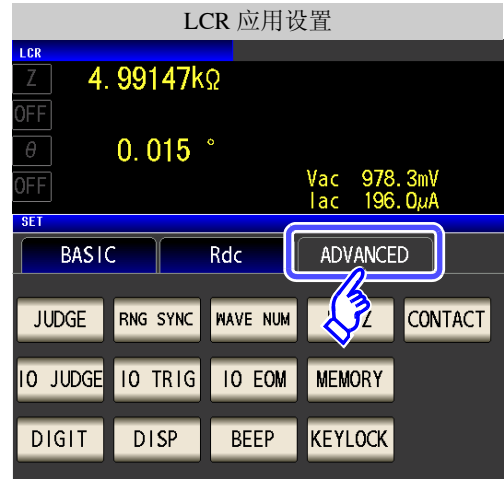 LCR 应用设置
LCR
Z 4.99147kΩ
OFF
θ 0.015 °
OFF Vac 978.3mV
Iac 196.0μA
SET
BASIC Rdc ADVANCED
JUDGE RNG SYNC WAVE NUM Z CONTACT
IO JUDGE IO TRIG IO EOM MEMORY
DIGIT DISP BEEP KEYLOCK